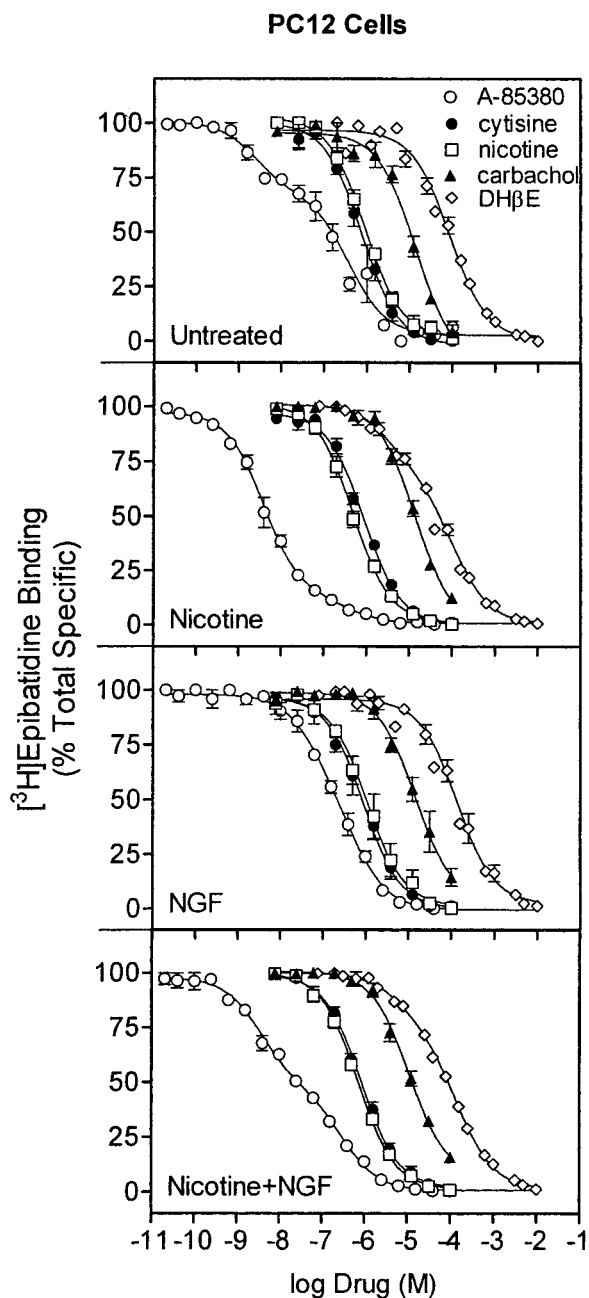 PC12 Cells
A-85380
cytisine
nicotine
carbachol
DHβE
100
75
50
25
0
Untreated
100
75
50
25
0
Nicotine
100
75
50
25
0
NGF
100
75
50
25
0
Nicotine+NGF
[³H]Epibatidine Binding
(% Total Specific)
-11 -10 -9 -8 -7 -6 -5 -4 -3 -2 -1
log Drug (M)